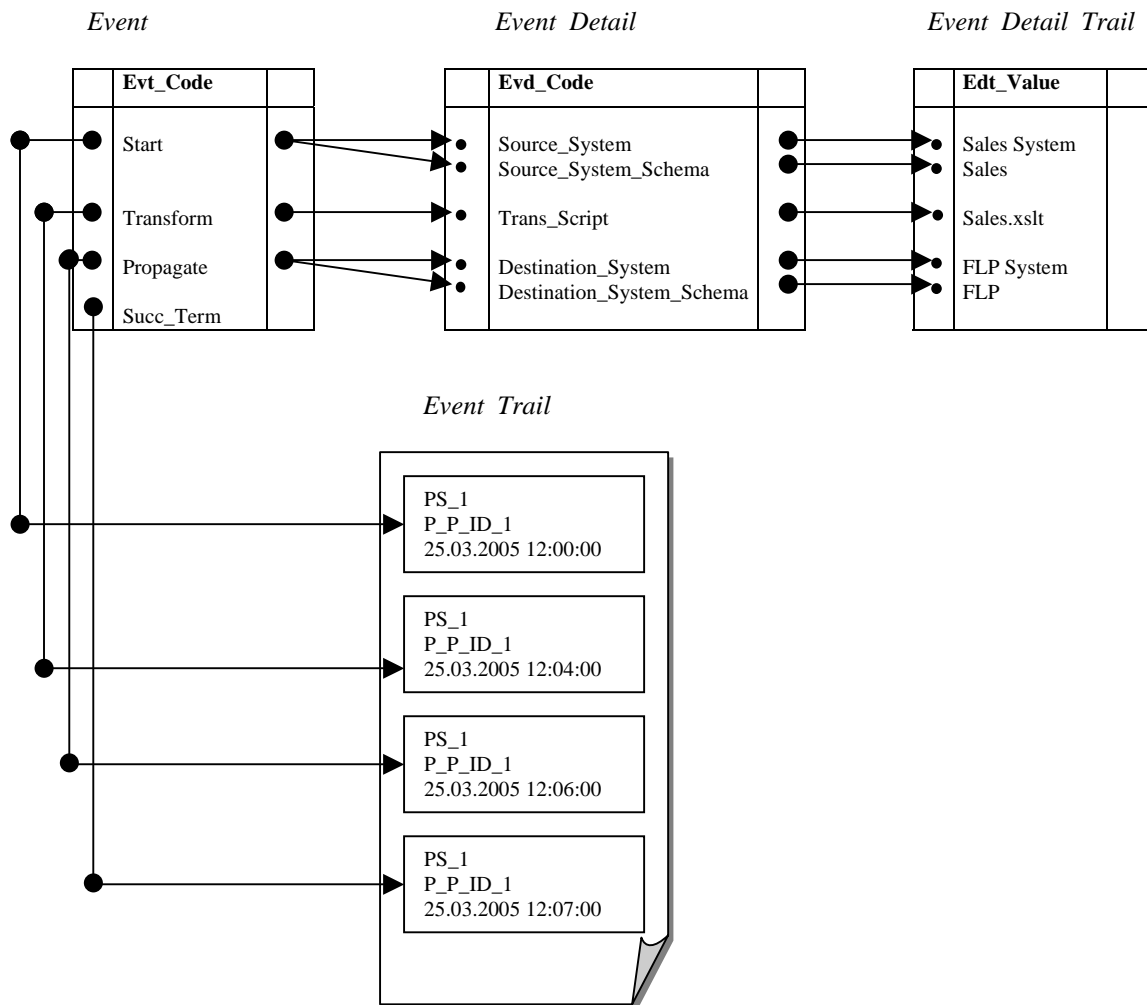 Event
Event Detail
Event Detail Trail
Evt_Code
Start
Transform
Propagate
Succ_Term
Evd_Code
Source_System
Source_System_Schema
Trans_Script
Destination_System
Destination_System_Schema
Edt_Value
Sales System
Sales
Sales.xslt
FLP System
FLP
Event Trail
PS_1
P_P_ID_1
25.03.2005 12:00:00
PS_1
P_P_ID_1
25.03.2005 12:04:00
PS_1
P_P_ID_1
25.03.2005 12:06:00
PS_1
P_P_ID_1
25.03.2005 12:07:00